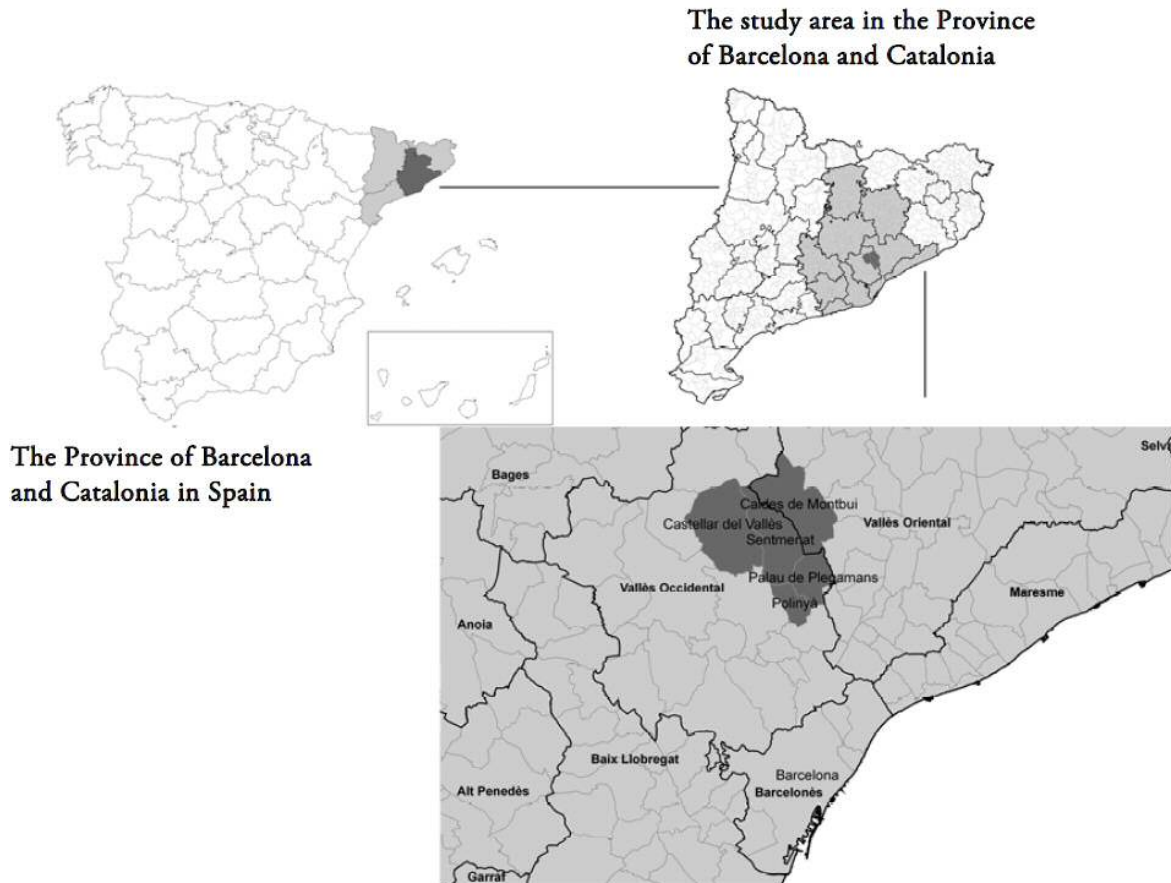 The study area in the Province
of Barcelona and Catalonia
The Province of Barcelona
and Catalonia in Spain
Selv
Bages
Caldes de Montbui
Castellar del Vallès
Vallès Oriental
Sentmenat
Palau de Plegamans
Vallès Occidental
Maresme
Polinyà
Anoia
Baix Llobregat
Barcelona
Alt Penedès
Barcelonès
Garraf